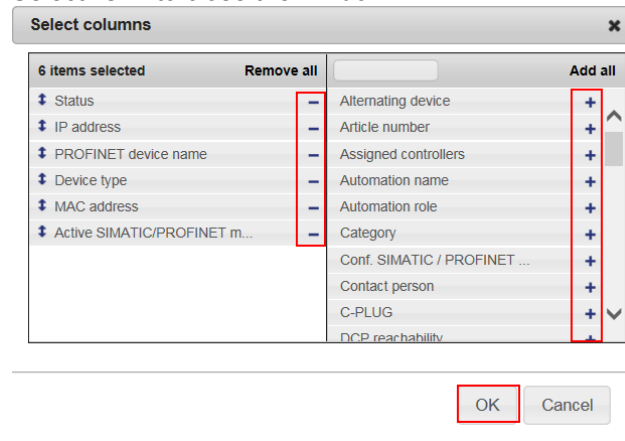 Select columns
6 items selected
Remove all
Add all
Status
IP address
PROFINET device name
Device type
MAC address
Active SIMATIC/PROFINET m...
Alternating device
Article number
Assigned controllers
Automation name
Automation role
Category
Conf. SIMATIC / PROFINET ...
Contact person
C-PLUG
DCP reachability
OK
Cancel